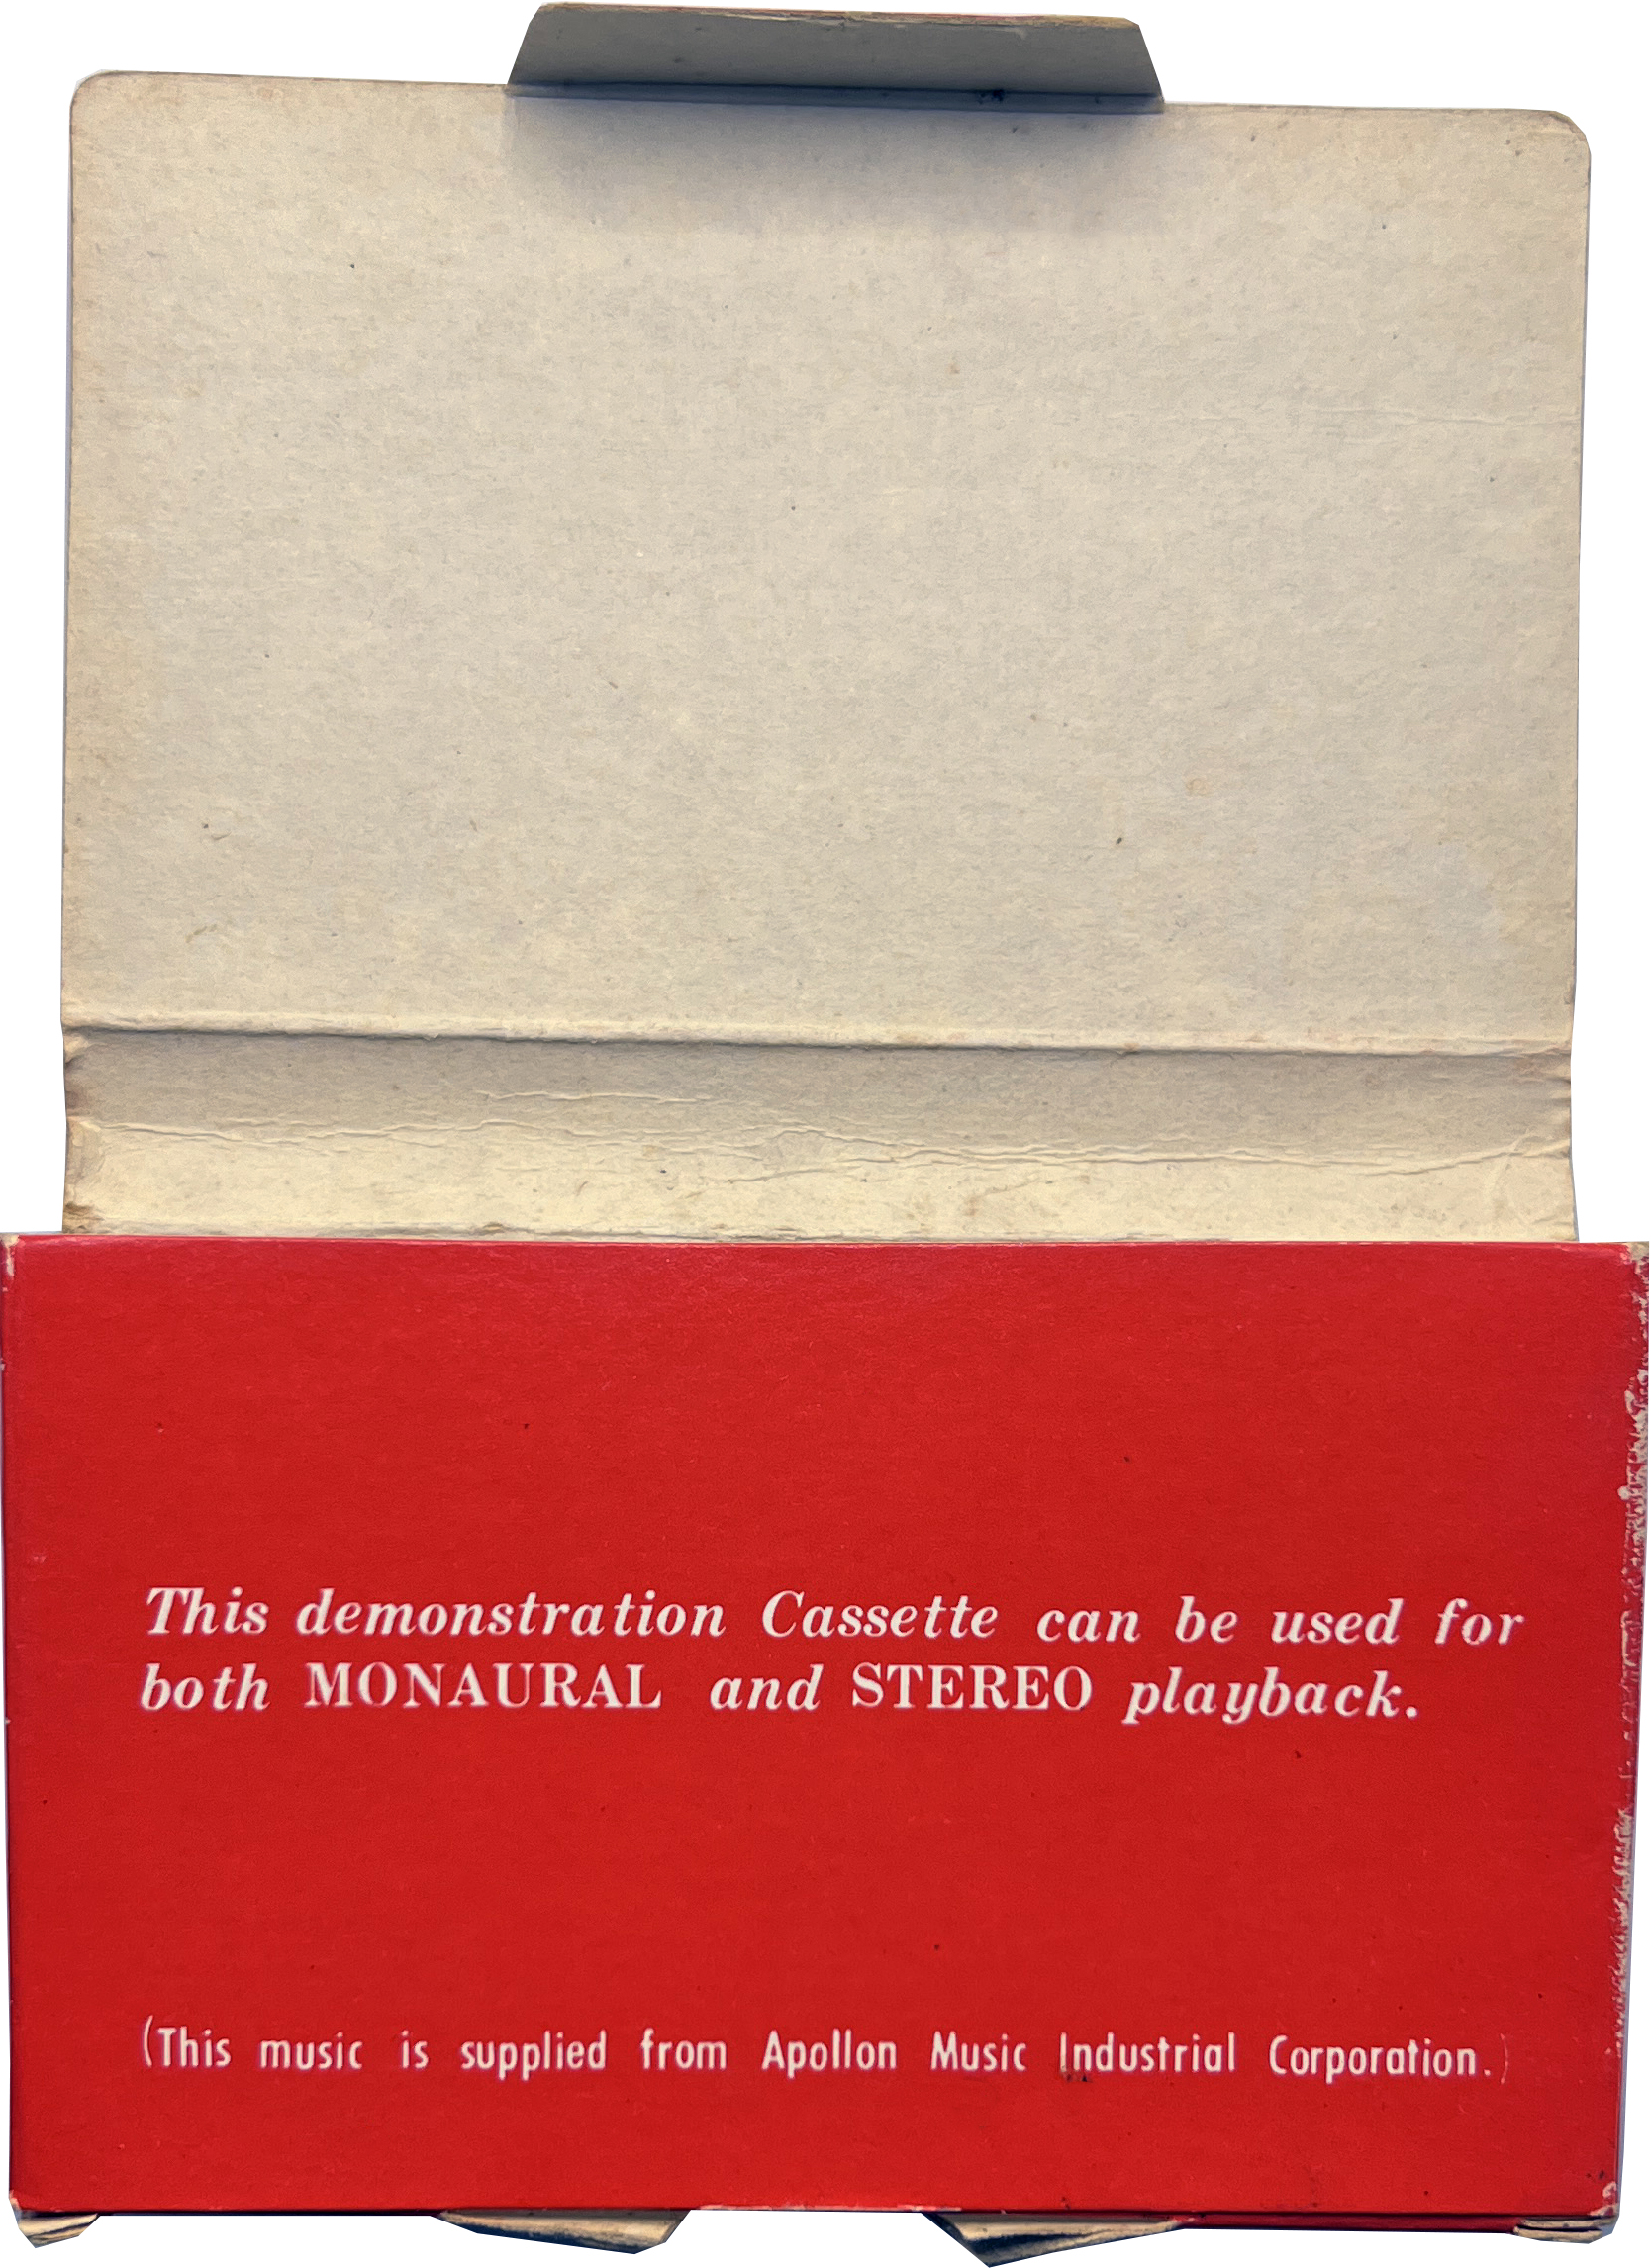 This demonstration Cassette can be used for
both MONAURAL and STEREO playback.
(This music is supplied from Apollon Music Industrial Corporation.)